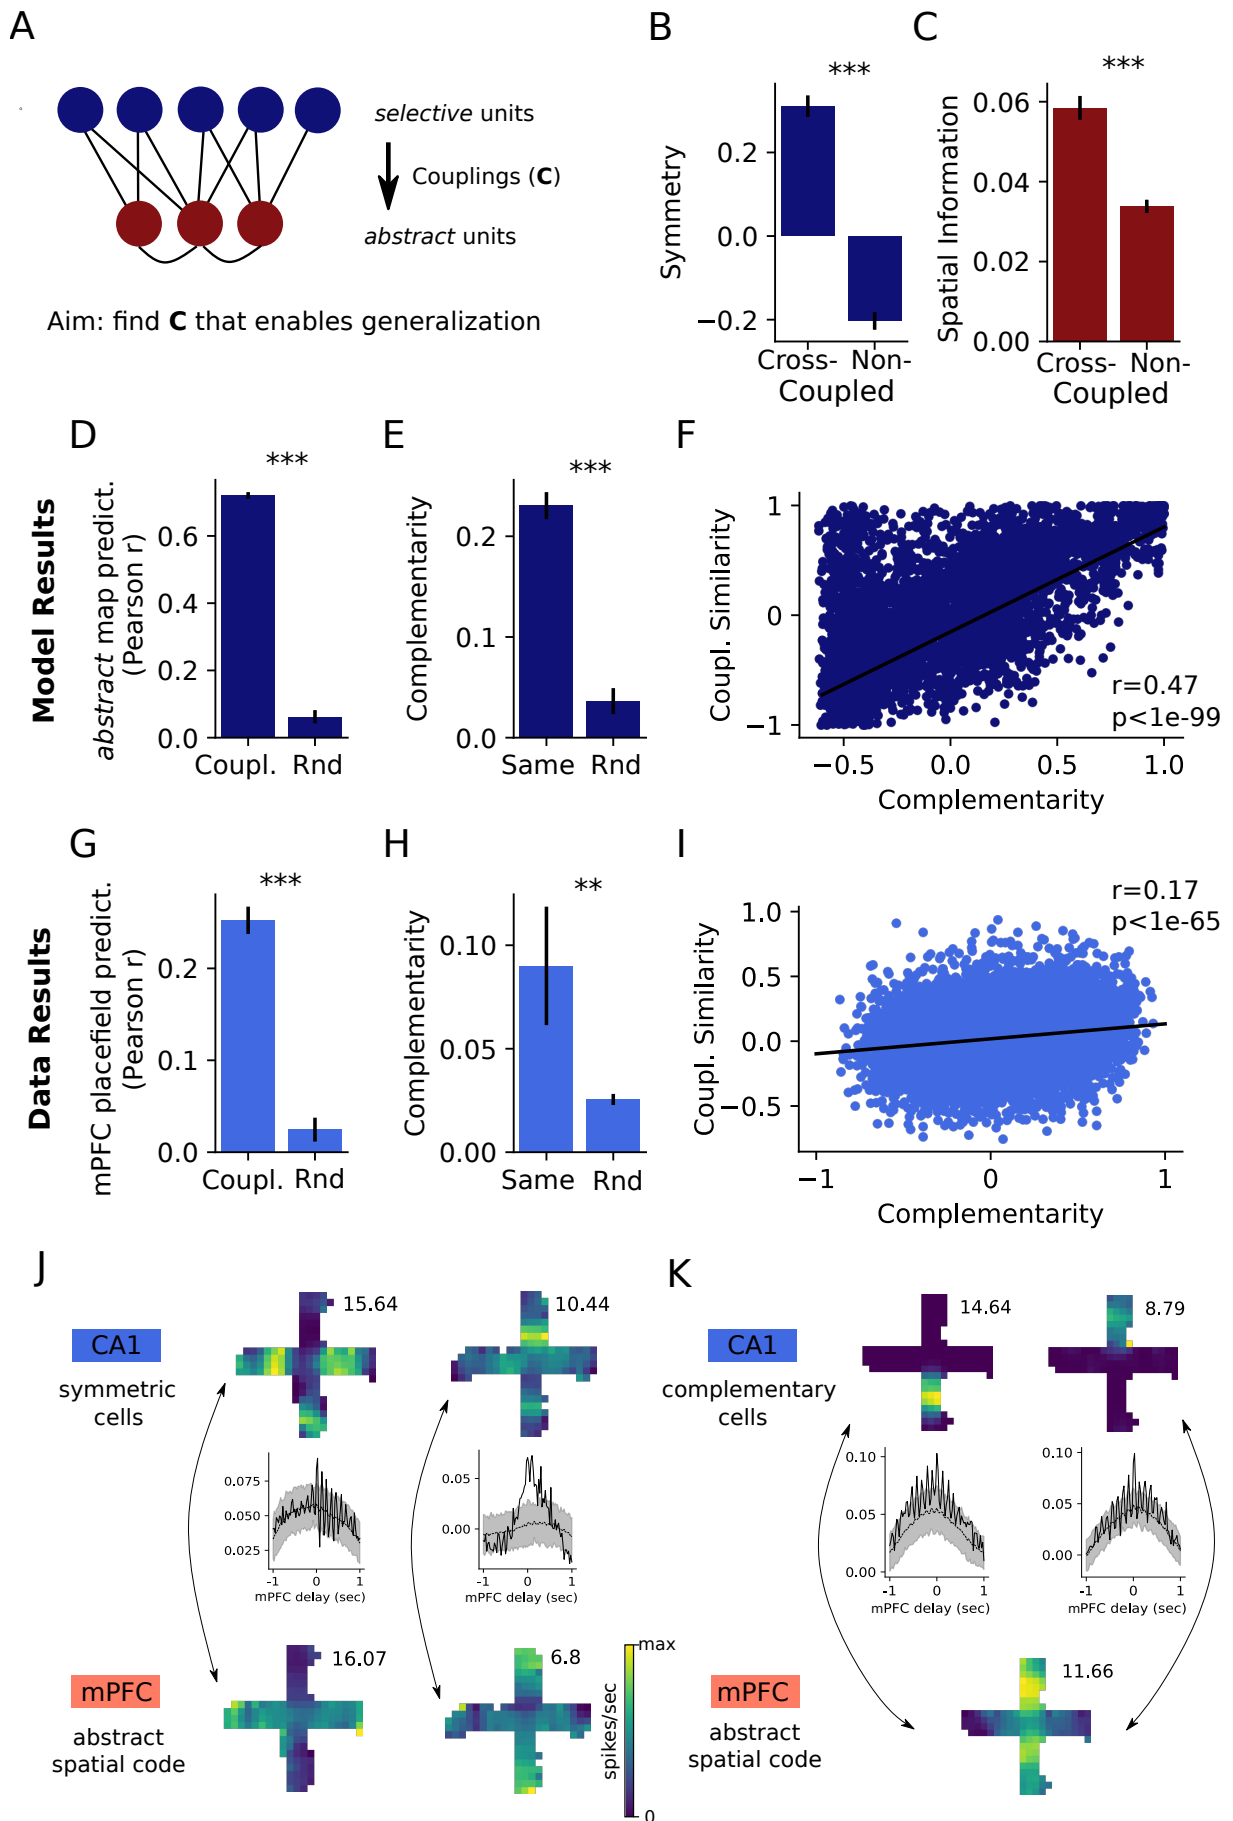 A
selective units
Couplings (C)
abstract units
Aim: find C that enables generalization
B
***
Symmetry
0.2
0.0
−0.2
Cross- Non-
Coupled
C
***
Spatial Information
0.06
0.04
0.02
0.00
Cross- Non-
Coupled
Model Results
D
***
abstract map predict.
(Pearson r)
0.6
0.4
0.2
0.0
Coupl. Rnd
E
***
Complementarity
0.2
0.1
0.0
Same Rnd
F
Coupl. Similarity
1
0
−1
r=0.47
p<1e-99
−0.5 0.0 0.5 1.0
Complementarity
Data Results
G
***
mPFC placefield predict.
(Pearson r)
0.2
0.1
0.0
Coupl. Rnd
H
**
Complementarity
0.10
0.05
0.00
Same Rnd
I
r=0.17
p<1e-65
Coupl. Similarity
1.0
0.5
0.0
−0.5
−1 0 1
Complementarity
J
CA1
symmetric
cells
15.64
10.44
0.075
0.050
0.025
-1 0 1
mPFC delay (sec)
0.05
0.00
-1 0 1
mPFC delay (sec)
mPFC
abstract
spatial code
16.07
6.8
max
spikes/sec
0
K
CA1
complementary
cells
14.64
8.79
0.10
0.05
0.00
-1 0 1
mPFC delay (sec)
0.10
0.05
0.00
-1 0 1
mPFC delay (sec)
mPFC
abstract
spatial code
11.66